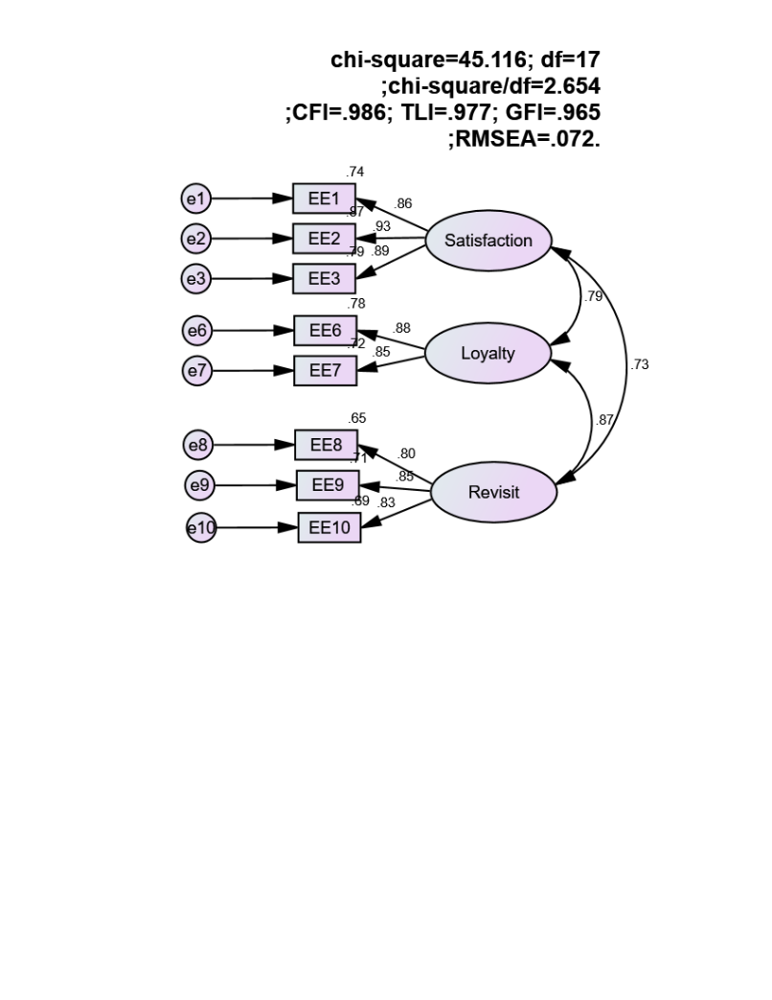 chi-square=45.116; df=17
;chi-square/df=2.654
;CFI=.986; TLI=.977; GFI=.965
;RMSEA=.072.
.74
e1 EE1 .86
.87
e2 EE2 .93 Satisfaction
.79 .89
e3 EE3
.79
.78
e6 EE6 .88
.72 .85 Loyalty
e7 EE7
.73
.65
.87
e8 EE8 .80
.71
e9 EE9 .85 Revisit
.69 .83
e10 EE10